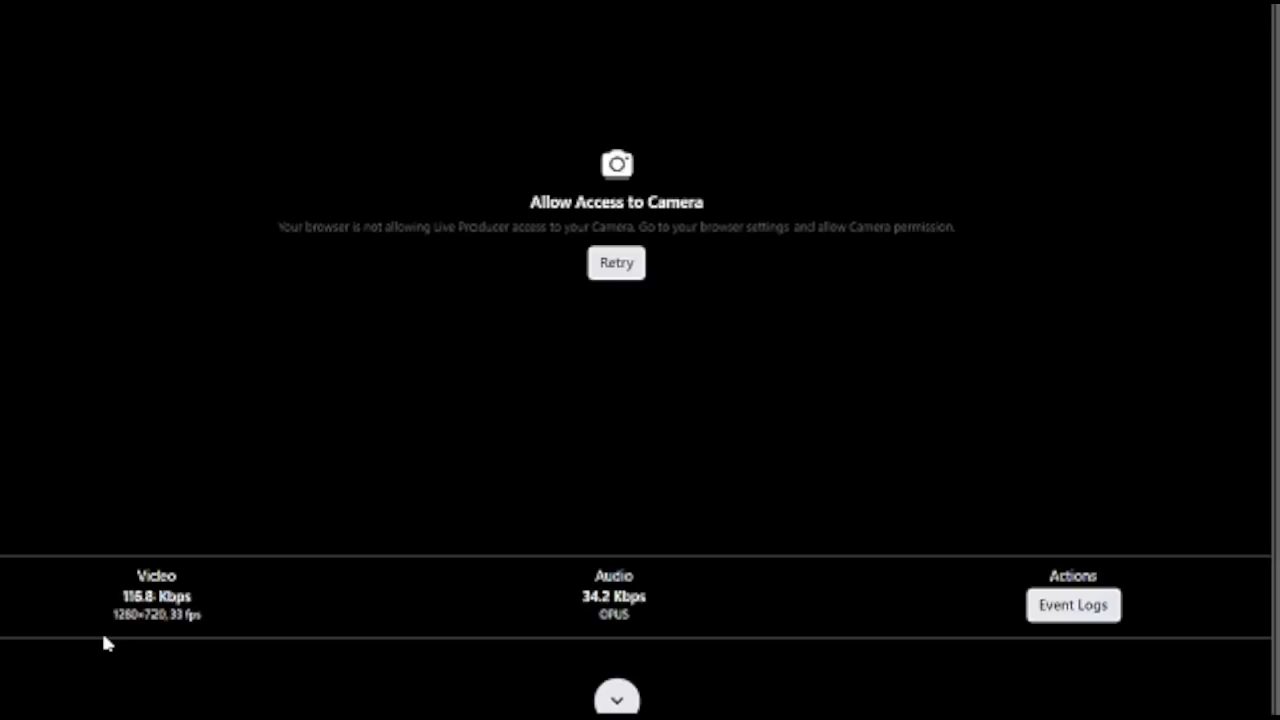 Allow Access to Camera
Your browser is not allowing Live Producer access to your Camera. Go to your browser settings and allow Camera permission.
Retry
Video
Audio
Actions
116.8 Kbps
34.2 Kbps
Event Logs
1280×720, 33 fps
OPUS